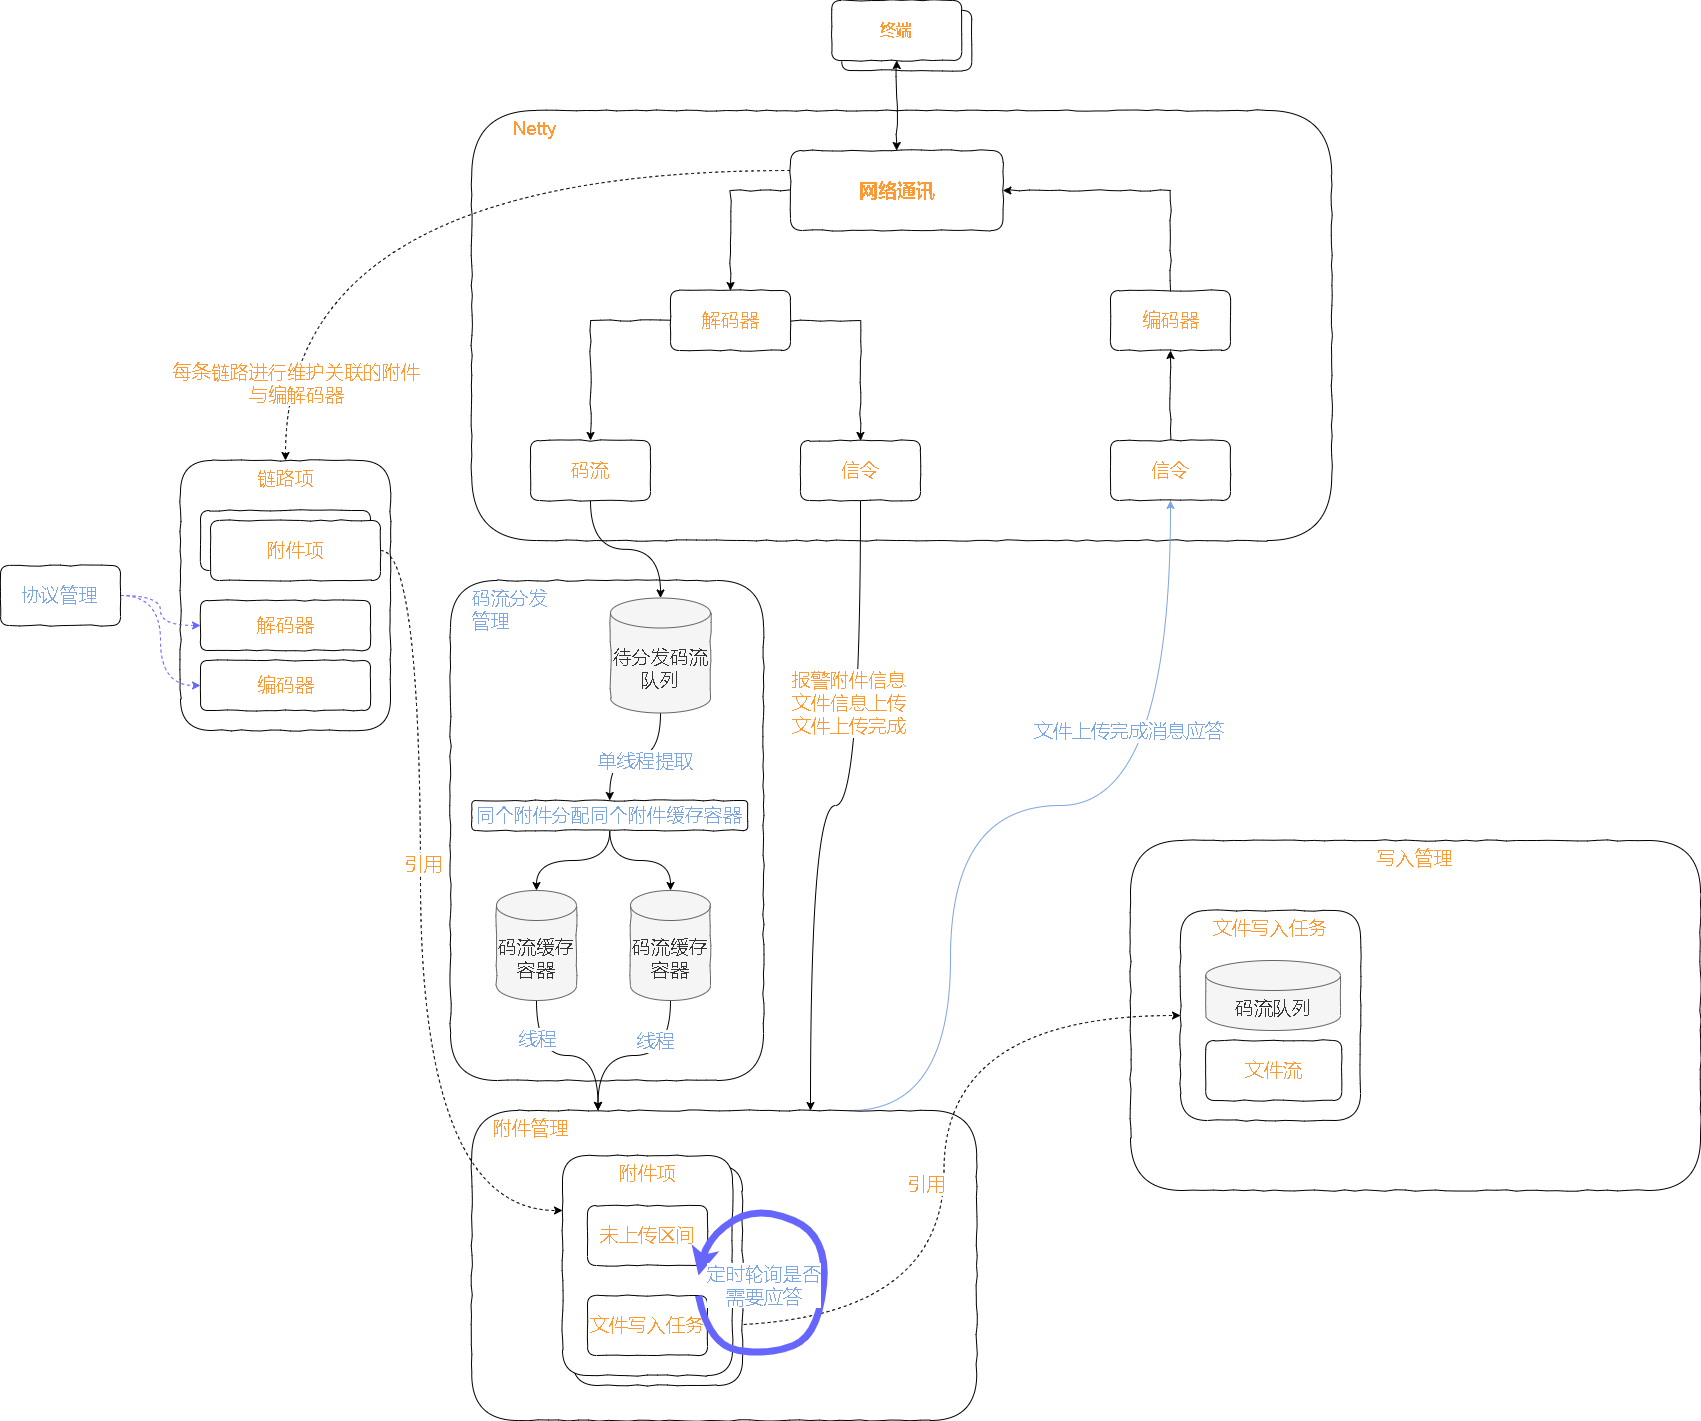 终端
Netty
网络通讯
解码器
编码器
每条链路进行维护关联的附件
与编解码器
码流
信令
信令
链路项
附件项
协议管理
解码器
编码器
码流分发
管理
待分发码流
队列
报警附件信息
文件信息上传
文件上传完成
文件上传完成消息应答
单线程提取
同个附件分配同个附件缓存容器
引用
写入管理
文件写入任务
码流缓存
容器
码流缓存
容器
码流队列
线程
线程
文件流
附件管理
附件项
引用
未上传区间
定时轮询是否
需要应答
文件写入任务